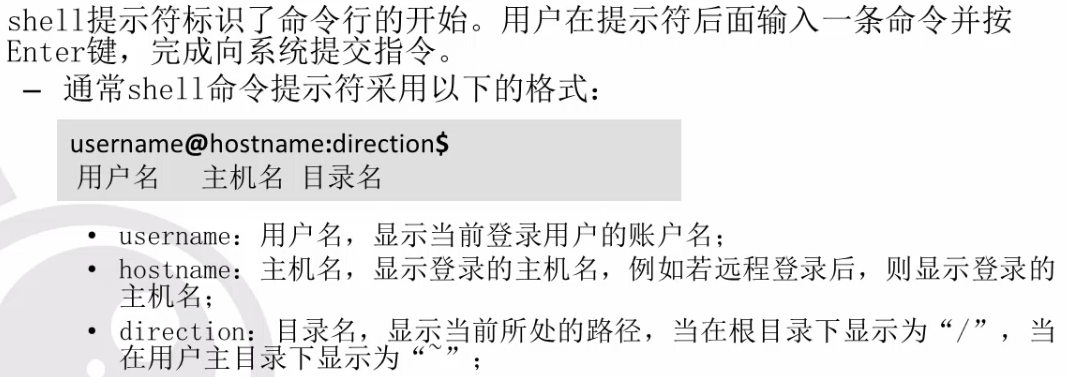 shell提示符标识了命令行的开始。用户在提示符后面输入一条命令并按
Enter键，完成向系统提交指令。
– 通常shell命令提示符采用以下的格式：
username@hostname:direction$
用户名 主机名 目录名
• username：用户名，显示当前登录用户的账户名；
• hostname：主机名，显示登录的主机名，例如若远程登录后，则显示登录的
主机名；
• direction：目录名，显示当前所处的路径，当在根目录下显示为“/”，当
在用户主目录下显示为“~”；